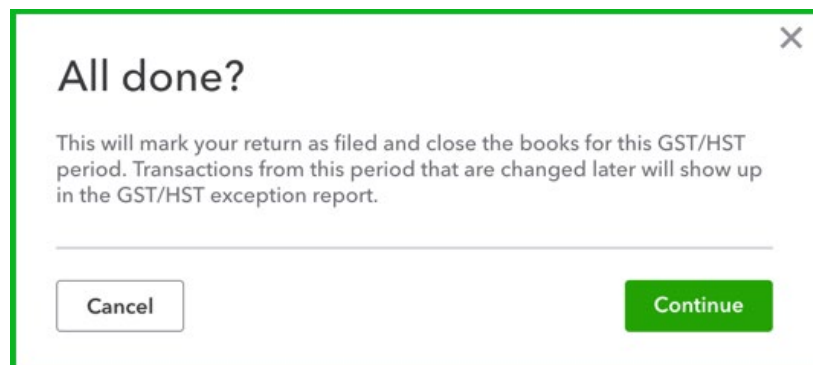 All done?
This will mark your return as filed and close the books for this GST/HST
period. Transactions from this period that are changed later will show up
in the GST/HST exception report.
Cancel
Continue